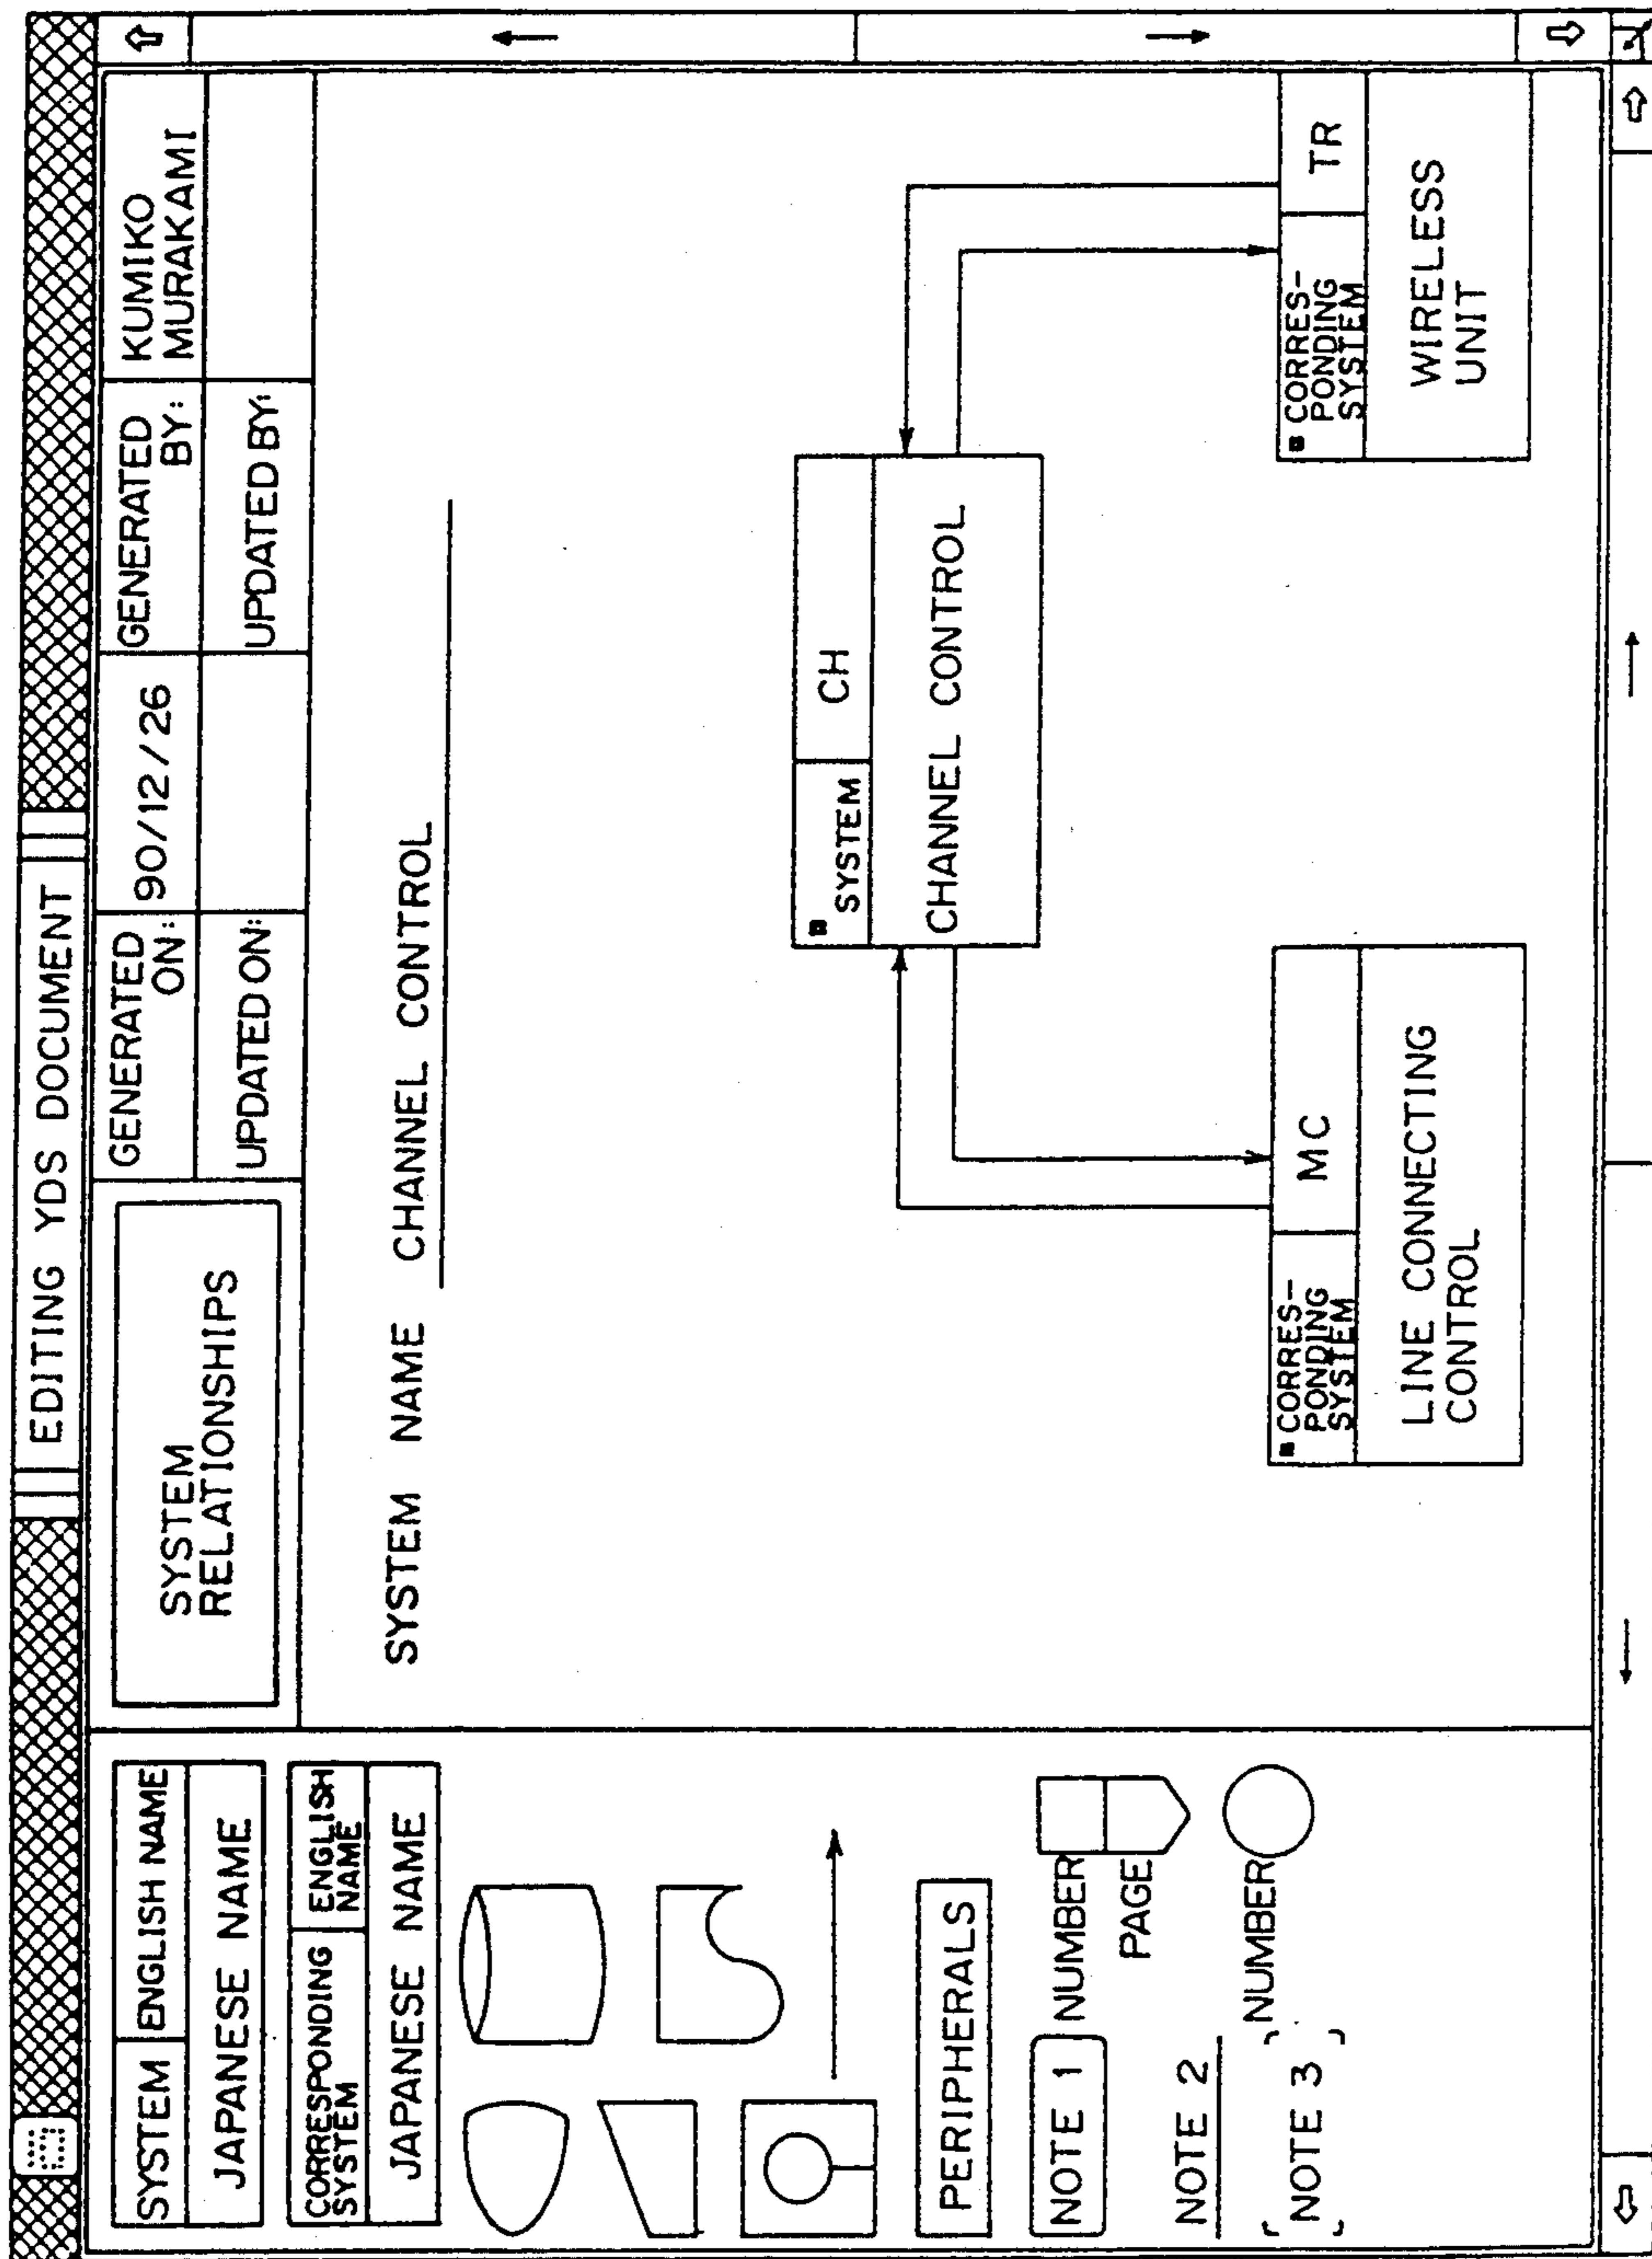 EDITING YDS DOCUMENT
SYSTEM
ENGLISH NAME
JAPANESE NAME
CORRESPONDING
SYSTEM
ENGLISH
NAME
JAPANESE NAME
PERIPHERALS
NOTE 1
NUMBER
PAGE
NOTE 2
NUMBER
NOTE 3
SYSTEM
RELATIONSHIPS
GENERATED
ON:
90/12/26
GENERATED
BY:
KUMIKO
MURAKAMI
UPDATED ON:
UPDATED BY:
SYSTEM NAME CHANNEL CONTROL
SYSTEM
CH
CHANNEL CONTROL
CORRES-
PONDING
SYSTEM
MC
LINE CONNECTING
CONTROL
CORRES-
PONDING
SYSTEM
TR
WIRELESS
UNIT